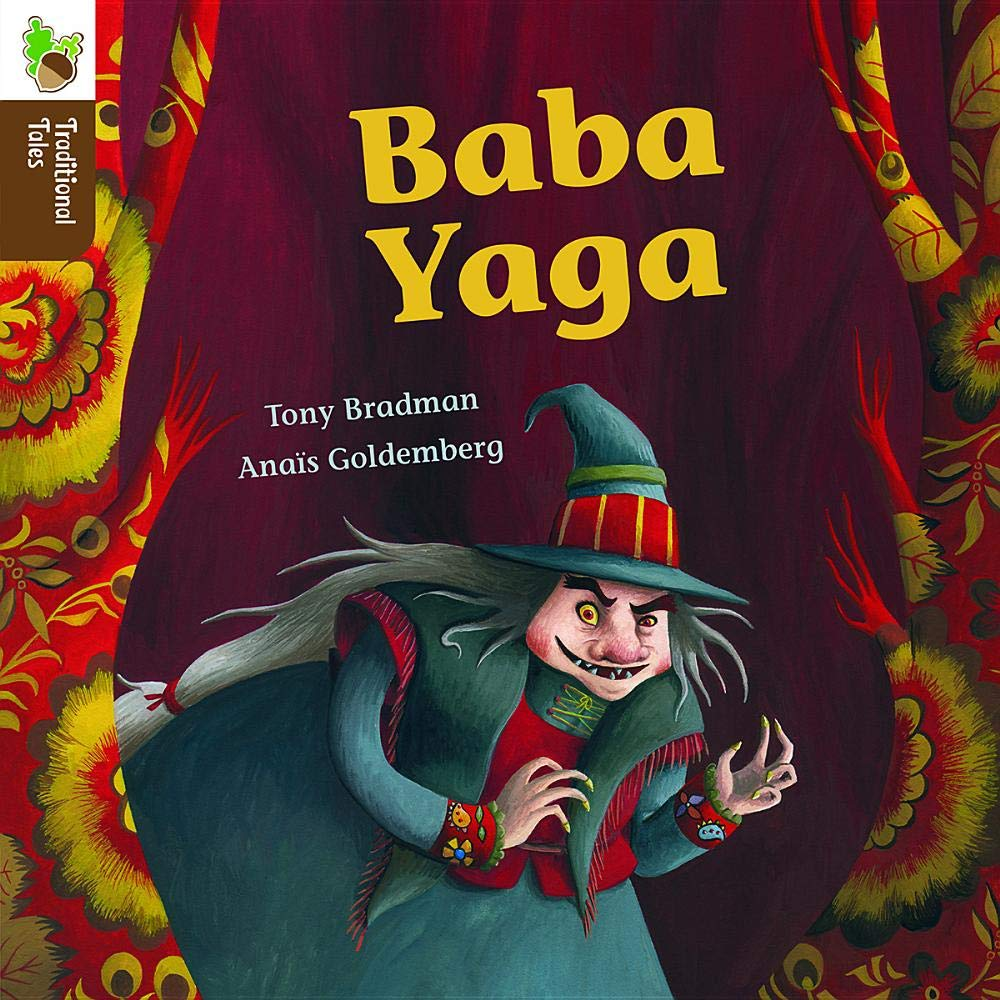 Traditional
Tales
Baba
Yaga
Tony Bradman
Anaïs Goldemberg